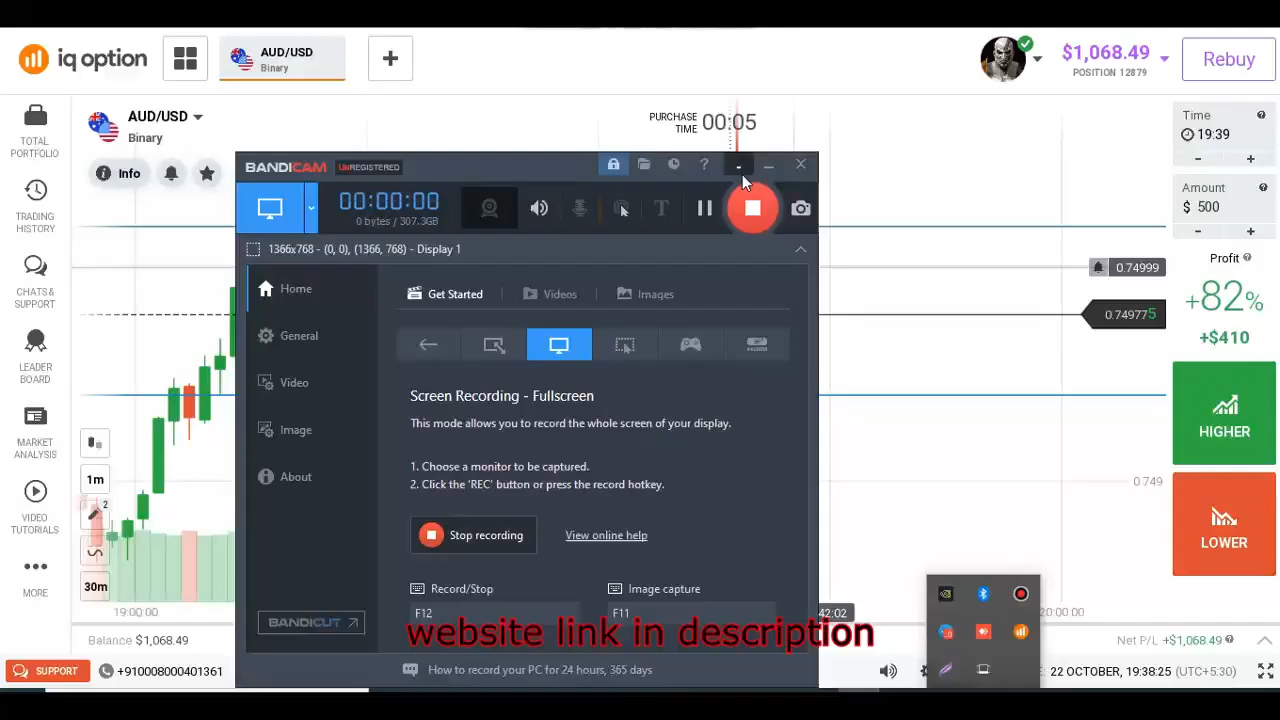 iq option
AUD/USD
Binary
$1,068.49
POSITION 12879
Rebuy
TOTAL
PORTFOLIO
TRADING
HISTORY
CHATS &
SUPPORT
LEADER
BOARD
MARKET
ANALYSIS
VIDEO
TUTORIALS
MORE
AUD/USD
Binary
Info
PURCHASE
TIME
00:05
BANDICAM UNREGISTERED
?
00:00:00
0 bytes / 307.3GB
T
1366x768 - (0, 0), (1366, 768) - Display 1
Home
General
Video
Image
About
BANDICUT
Get Started
Videos
Images
Screen Recording - Fullscreen
This mode allows you to record the whole screen of your display.
1. Choose a monitor to be captured.
2. Click the 'REC' button or press the record hotkey.
Stop recording
View online help
Record/Stop
Image capture
F12
F11
website link in description
How to record your PC for 24 hours, 365 days
1m
2
30m
19:00:00
42:02
20:00:00
0.74999
0.749775
0.749
Time
19:39
- +
Amount
$ 500
- +
Profit
+82%
+$410
HIGHER
LOWER
Balance $1,068.49
Net P/L +$1,068.49
SUPPORT
+910008000401361
22 OCTOBER, 19:38:25 (UTC+5:30)